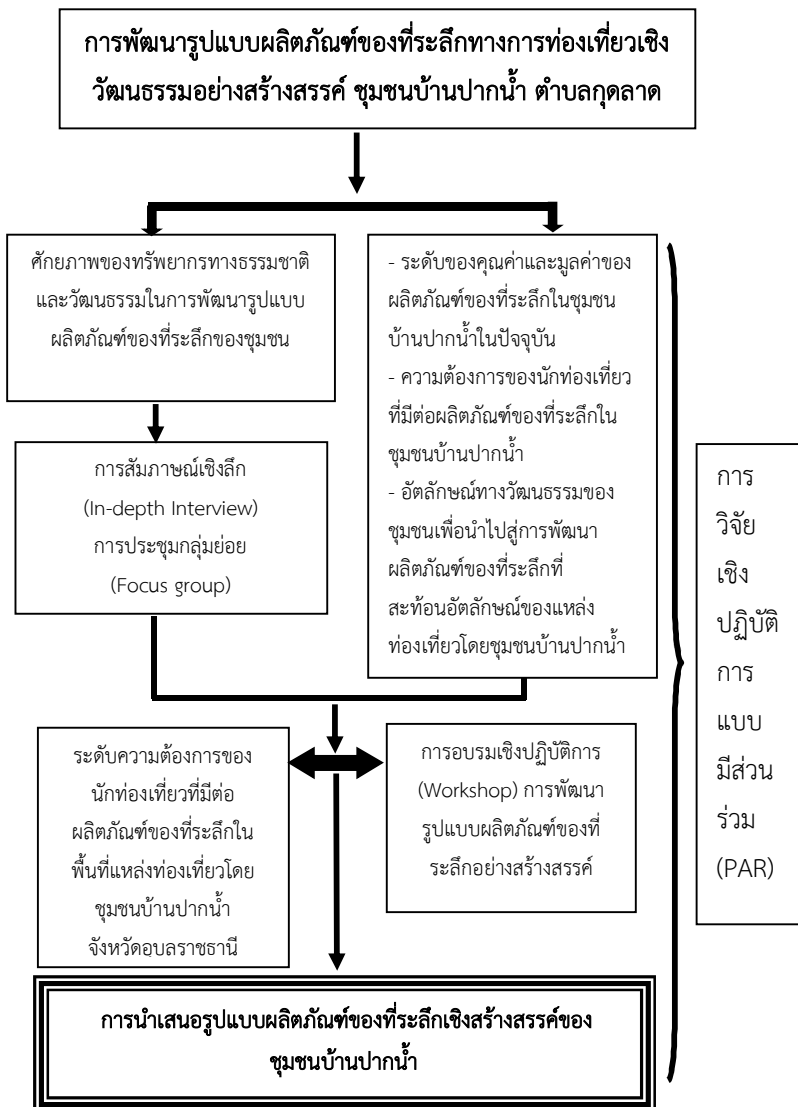 การพัฒนารูปแบบผลิตภัณฑ์ของที่ระลึกทางการท่องเที่ยวเชิง
วัฒนธรรมอย่างสร้างสรรค์ ชุมชนบ้านปากน้ำ ตำบลกุดลาด
ศักยภาพของทรัพยากรทางธรรมชาติ
และวัฒนธรรมในการพัฒนารูปแบบ
ผลิตภัณฑ์ของที่ระลึกของชุมชน
การสัมภาษณ์เชิงลึก
(In-depth Interview)
การประชุมกลุ่มย่อย
(Focus group)
- ระดับของคุณค่าและมูลค่าของ
ผลิตภัณฑ์ของที่ระลึกในชุมชน
บ้านปากน้ำในปัจจุบัน
- ความต้องการของนักท่องเที่ยว
ที่มีต่อผลิตภัณฑ์ของที่ระลึกใน
ชุมชนบ้านปากน้ำ
- อัตลักษณ์ทางวัฒนธรรมของ
ชุมชนเพื่อนำไปสู่การพัฒนา
ผลิตภัณฑ์ของที่ระลึกที่
สะท้อนอัตลักษณ์ของแหล่ง
ท่องเที่ยวโดยชุมชนบ้านปากน้ำ
ระดับความต้องการของ
นักท่องเที่ยวที่มีต่อ
ผลิตภัณฑ์ของที่ระลึกใน
พื้นที่แหล่งท่องเที่ยวโดย
ชุมชนบ้านปากน้ำ
จังหวัดอุบลราชธานี
การอบรมเชิงปฏิบัติการ
(Workshop) การพัฒนา
รูปแบบผลิตภัณฑ์ของที่
ระลึกอย่างสร้างสรรค์
การนำเสนอรูปแบบผลิตภัณฑ์ของที่ระลึกเชิงสร้างสรรค์ของ
ชุมชนบ้านปากน้ำ
การ
วิจัย
เชิง
ปฏิบัติ
การ
แบบ
มีส่วน
ร่วม
(PAR)